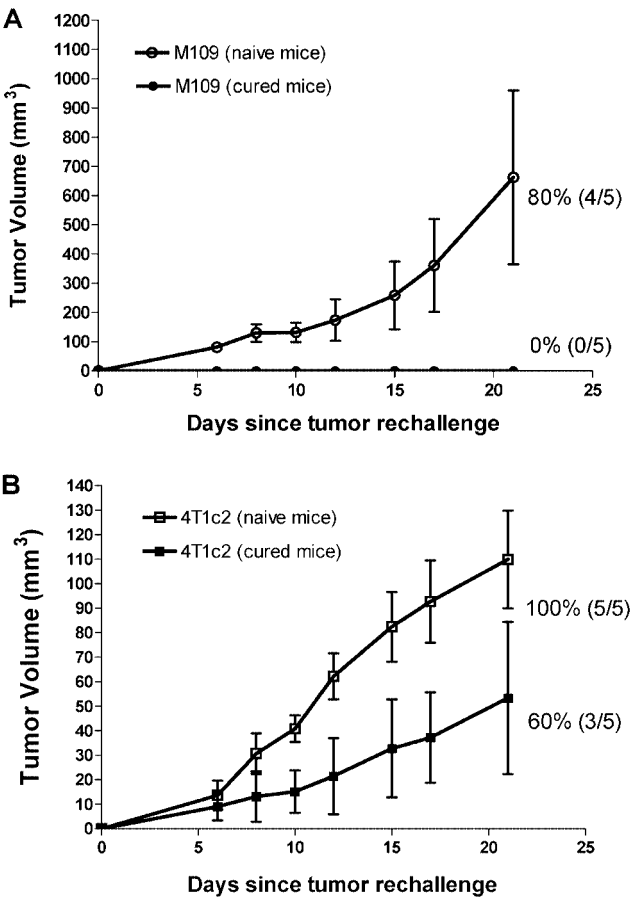 A
1200
1100
1000
900
800
700
600
500
400
300
200
100
0
Tumor Volume (mm³)
M109 (naive mice)
M109 (cured mice)
80% (4/5)
0% (0/5)
0 5 10 15 20 25
Days since tumor rechallenge
B
140
130
120
110
100
90
80
70
60
50
40
30
20
10
0
Tumor Volume (mm³)
4T1c2 (naive mice)
4T1c2 (cured mice)
100% (5/5)
60% (3/5)
0 5 10 15 20 25
Days since tumor rechallenge